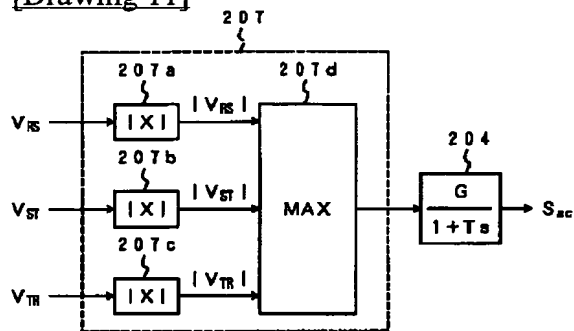 [Drawing 11]
207
207a
207d
V_RS
|X|
|V_RS|
204
207b
V_ST
|X|
|V_ST|
MAX
G
1+Ts
S_ac
207c
V_TR
|X|
|V_TR|